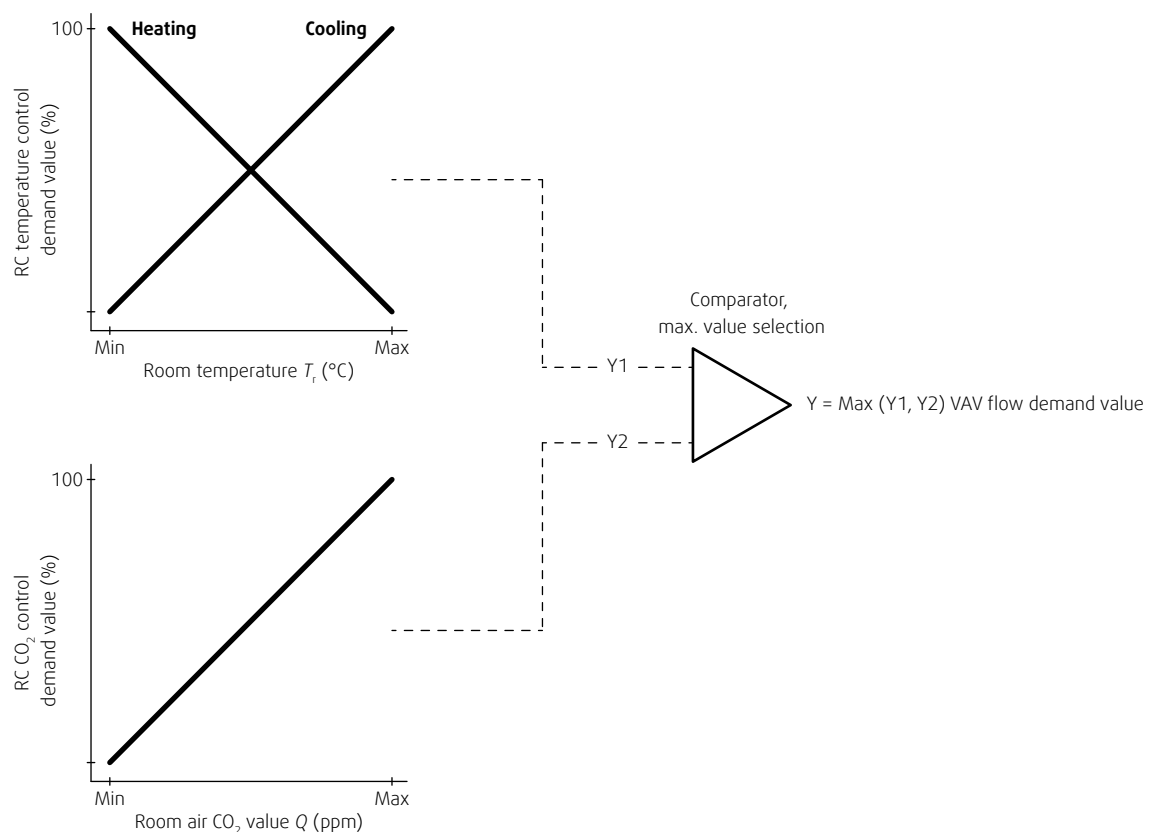 100
Heating
Cooling
RC temperature control
demand value (%)
Min
Max
Room temperature Tr (°C)
Comparator,
max. value selection
Y1
Y = Max (Y1, Y2) VAV flow demand value
Y2
100
RC CO2 control
demand value (%)
Min
Max
Room air CO2 value Q (ppm)